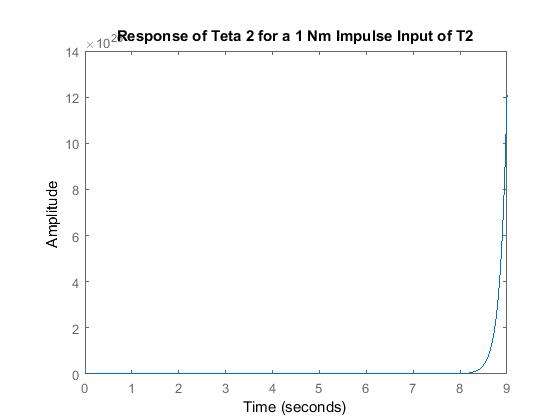 Response of Teta 2 for a 1 Nm Impulse Input of T2
14
12
10
8
6
4
2
0
Amplitude
0 1 2 3 4 5 6 7 8 9
Time (seconds)